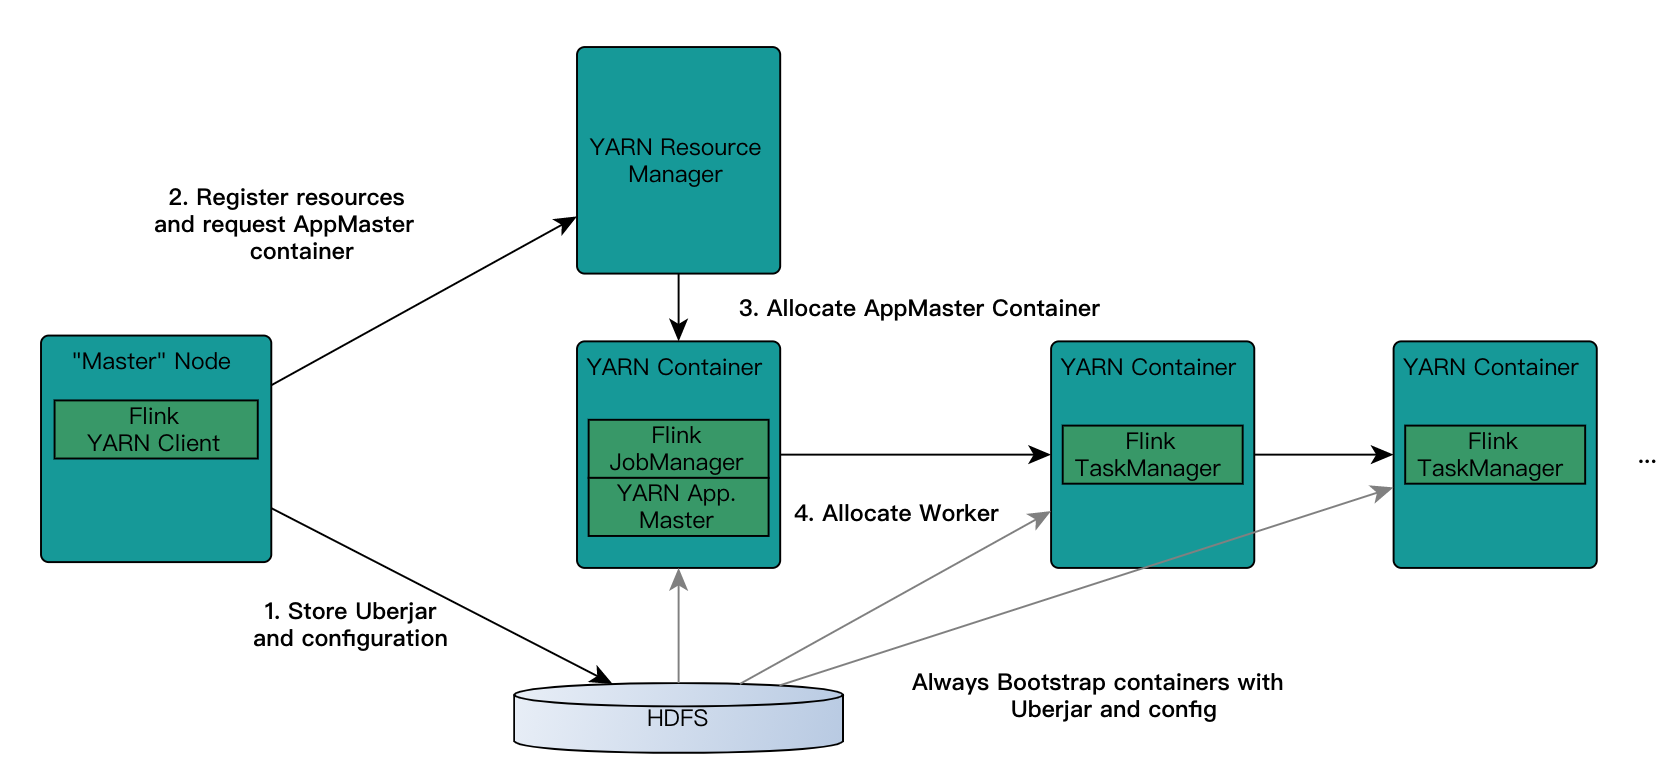 YARN Resource
Manager
2. Register resources
and request AppMaster
container
3. Allocate AppMaster Container
"Master" Node
Flink
YARN Client
YARN Container
Flink
JobManager
YARN App.
Master
4. Allocate Worker
YARN Container
Flink
TaskManager
YARN Container
Flink
TaskManager
...
1. Store Uberjar
and configuration
HDFS
Always Bootstrap containers with
Uberjar and config